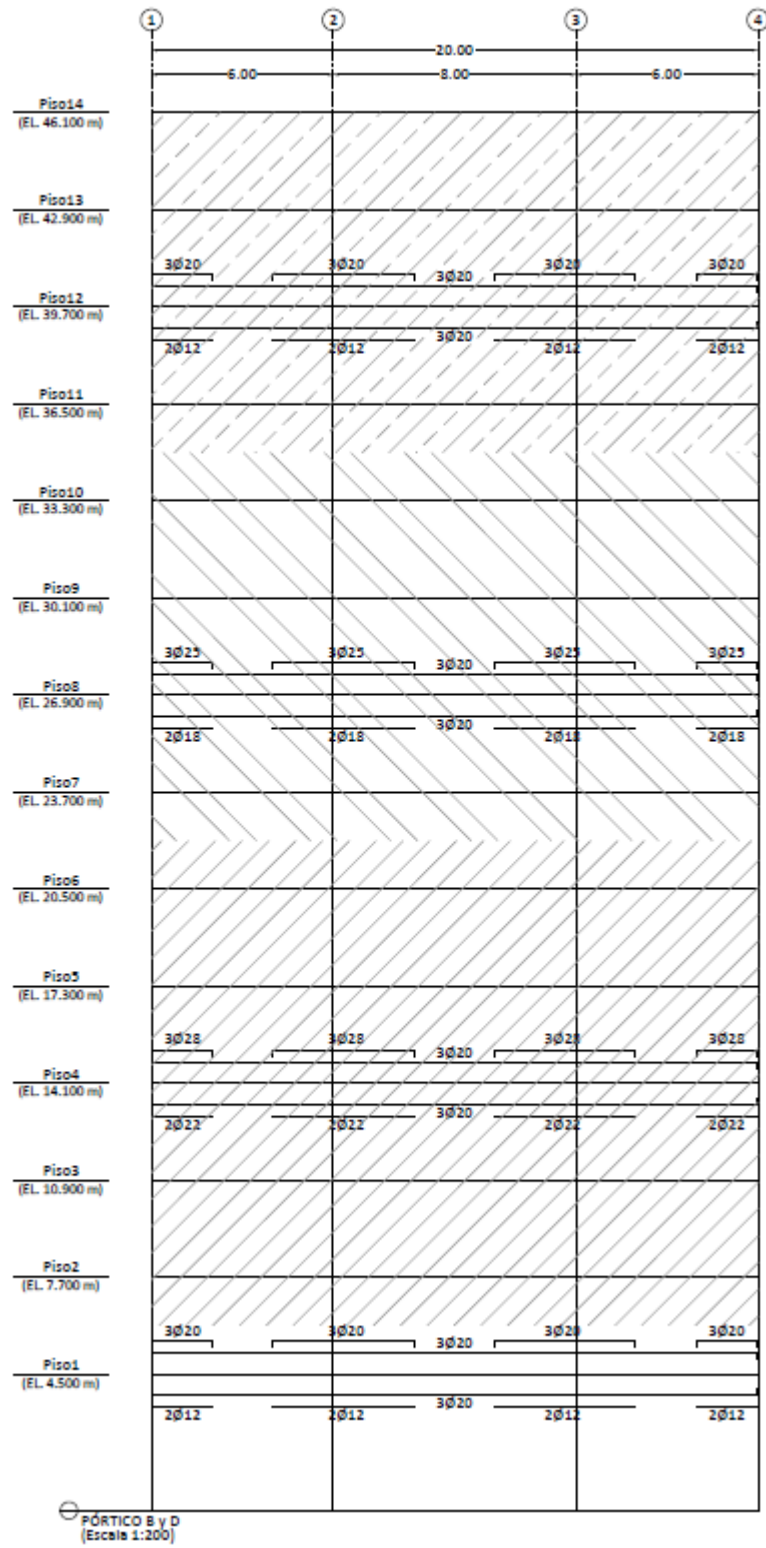 1 2 3 4
20.00
6.00 8.00 6.00
Piso14
(EL. 46.100 m)
Piso13
(EL. 42.900 m)
3Ø20 3Ø20 3Ø20 3Ø20 3Ø20
Piso12
(EL. 39.700 m)
2Ø12 2Ø12 3Ø20 2Ø12 2Ø12
Piso11
(EL. 36.500 m)
Piso10
(EL. 33.300 m)
Piso9
(EL. 30.100 m)
3Ø25 3Ø25 3Ø20 3Ø25 3Ø25
Piso8
(EL. 26.900 m)
2Ø18 2Ø18 3Ø20 2Ø18 2Ø18
Piso7
(EL. 23.700 m)
Piso6
(EL. 20.500 m)
Piso5
(EL. 17.300 m)
3Ø28 3Ø28 3Ø20 3Ø28 3Ø28
Piso4
(EL. 14.100 m)
2Ø22 2Ø22 3Ø20 2Ø22 2Ø22
Piso3
(EL. 10.900 m)
Piso2
(EL. 7.700 m)
3Ø20 3Ø20 3Ø20 3Ø20 3Ø20
Piso1
(EL. 4.500 m)
2Ø12 2Ø12 3Ø20 2Ø12 2Ø12
PÓRTICO B y D
(Escala 1:200)